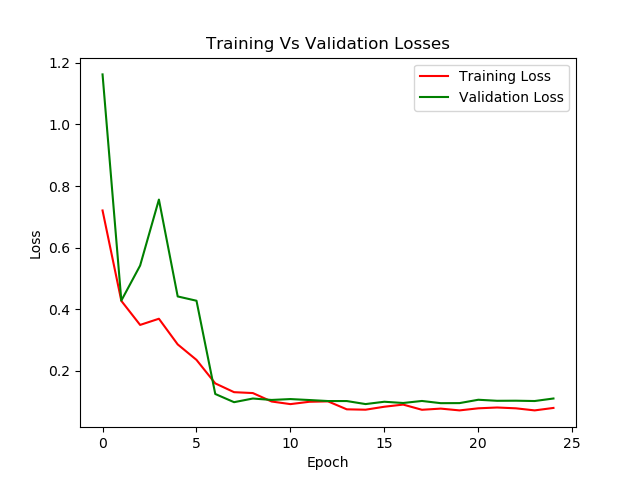 Training Vs Validation Losses
Training Loss
Validation Loss
Loss
1.2
1.0
0.8
0.6
0.4
0.2
0 5 10 15 20 25
Epoch